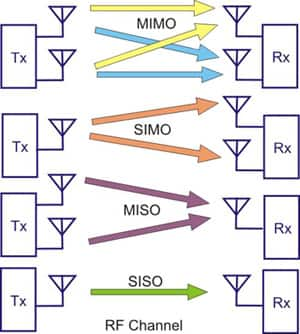 MIMO
Tx
Rx
SIMO
Tx
Rx
MISO
Tx
Rx
SISO
Tx
Rx
RF Channel